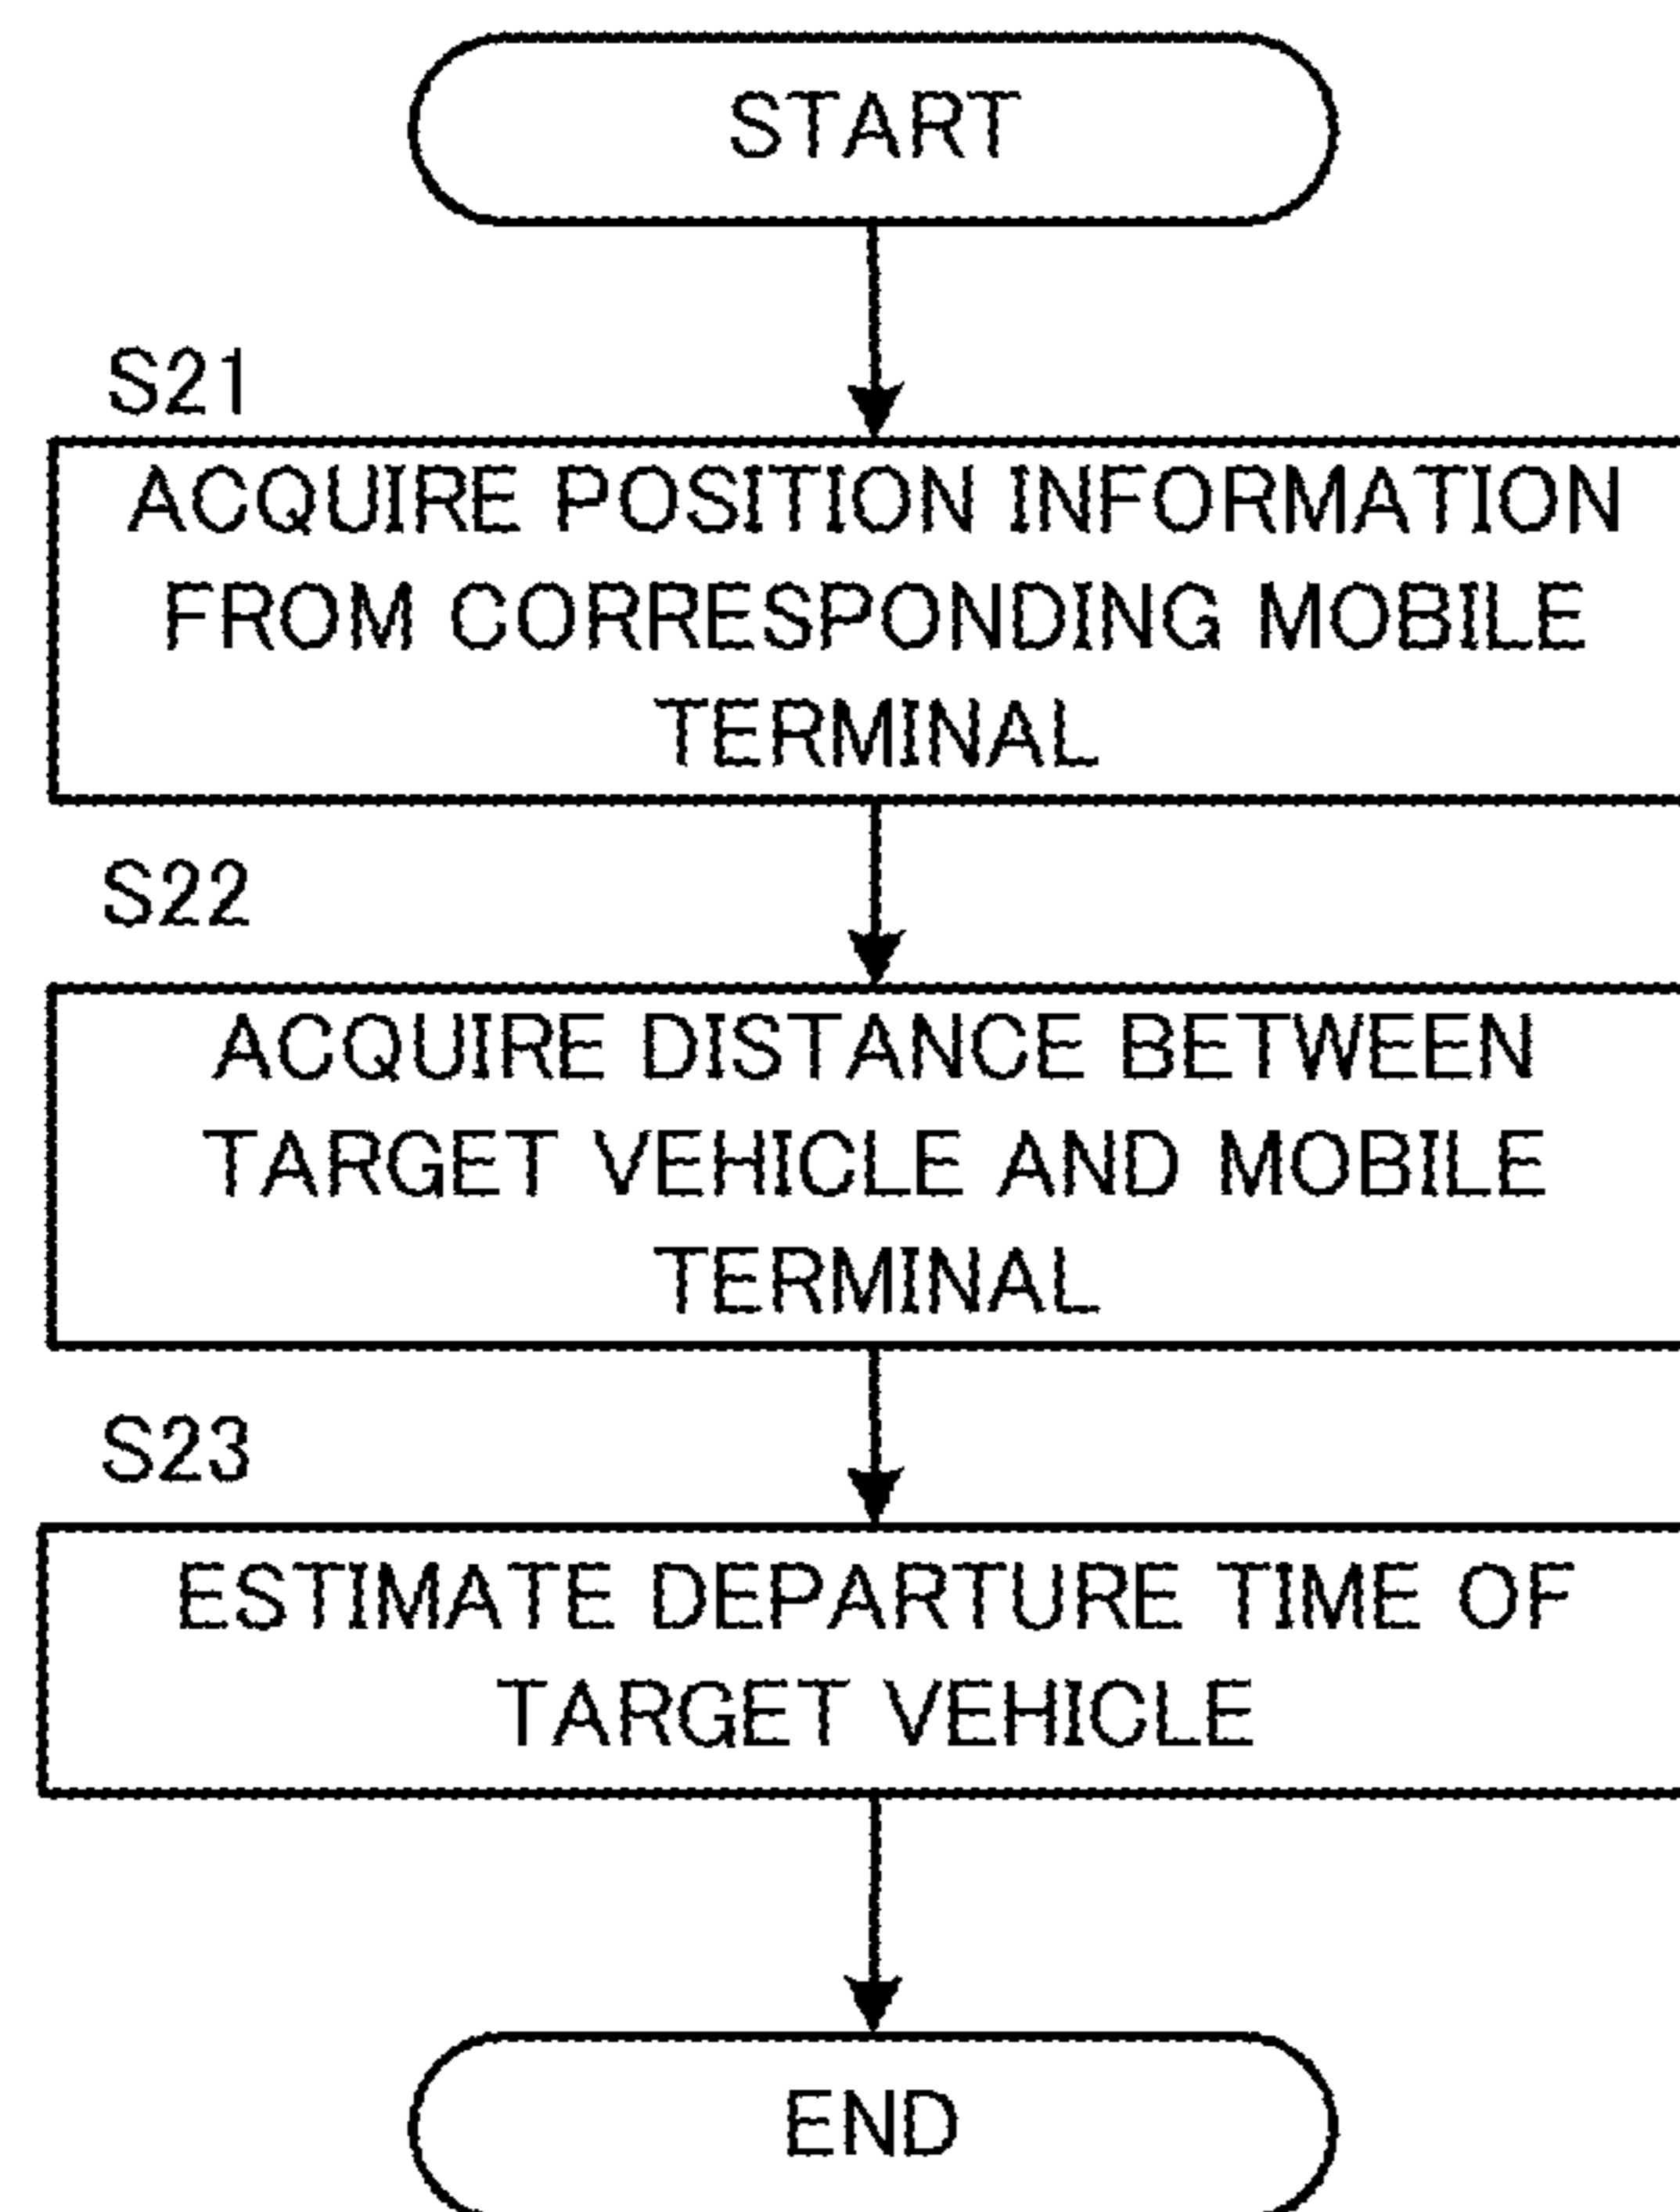 START
S21
ACQUIRE POSITION INFORMATION
FROM CORRESPONDING MOBILE
TERMINAL
S22
ACQUIRE DISTANCE BETWEEN
TARGET VEHICLE AND MOBILE
TERMINAL
S23
ESTIMATE DEPARTURE TIME OF
TARGET VEHICLE
END